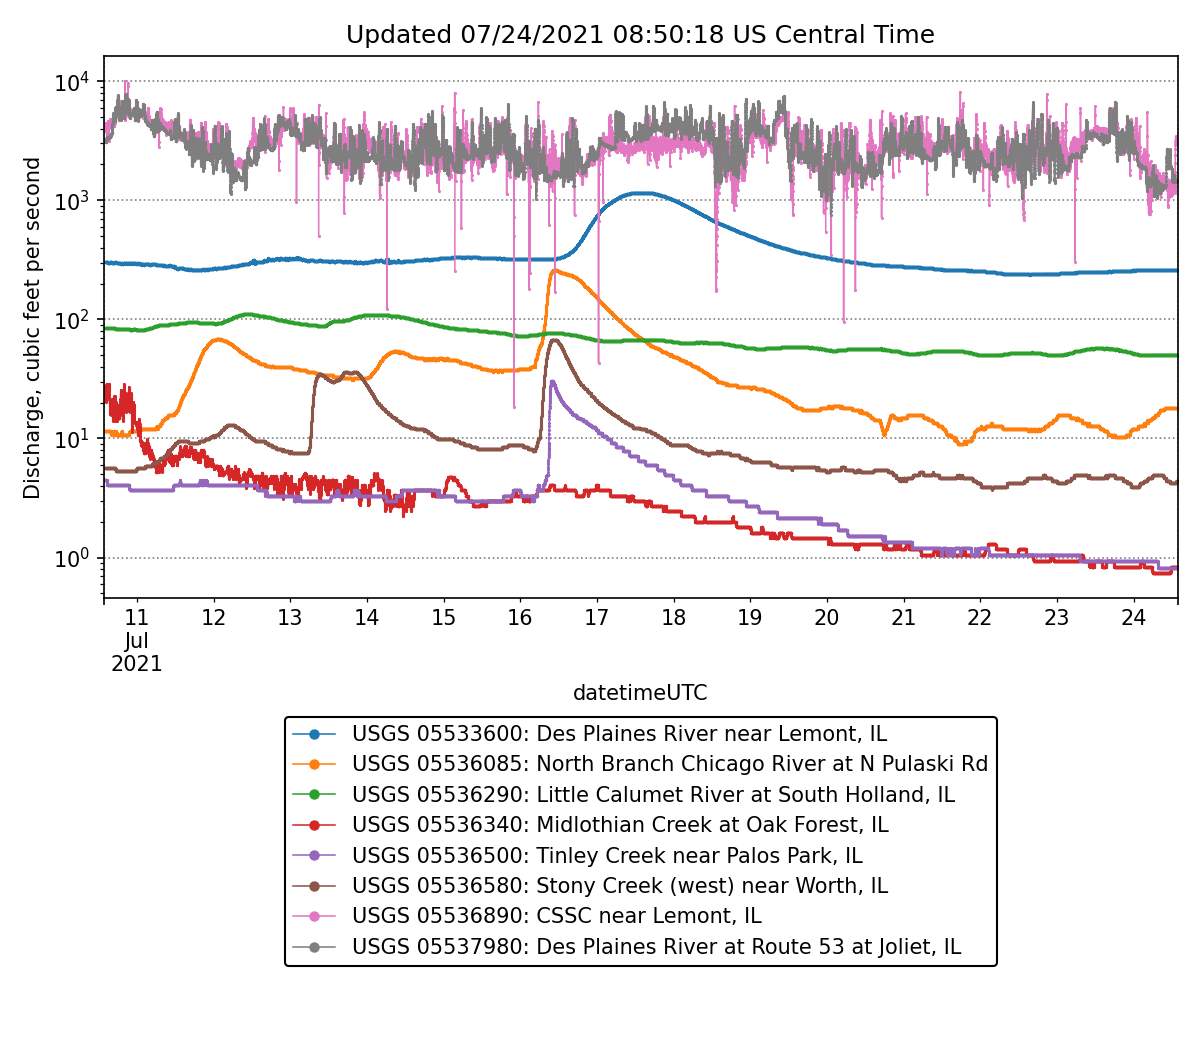 Updated 07/24/2021 08:50:18 US Central Time
Discharge, cubic feet per second
10⁴
10³
10²
10¹
10⁰
11 12 13 14 15 16 17 18 19 20 21 22 23 24
Jul
2021
datetimeUTC
USGS 05533600: Des Plaines River near Lemont, IL
USGS 05536085: North Branch Chicago River at N Pulaski Rd
USGS 05536290: Little Calumet River at South Holland, IL
USGS 05536340: Midlothian Creek at Oak Forest, IL
USGS 05536500: Tinley Creek near Palos Park, IL
USGS 05536580: Stony Creek (west) near Worth, IL
USGS 05536890: CSSC near Lemont, IL
USGS 05537980: Des Plaines River at Route 53 at Joliet, IL